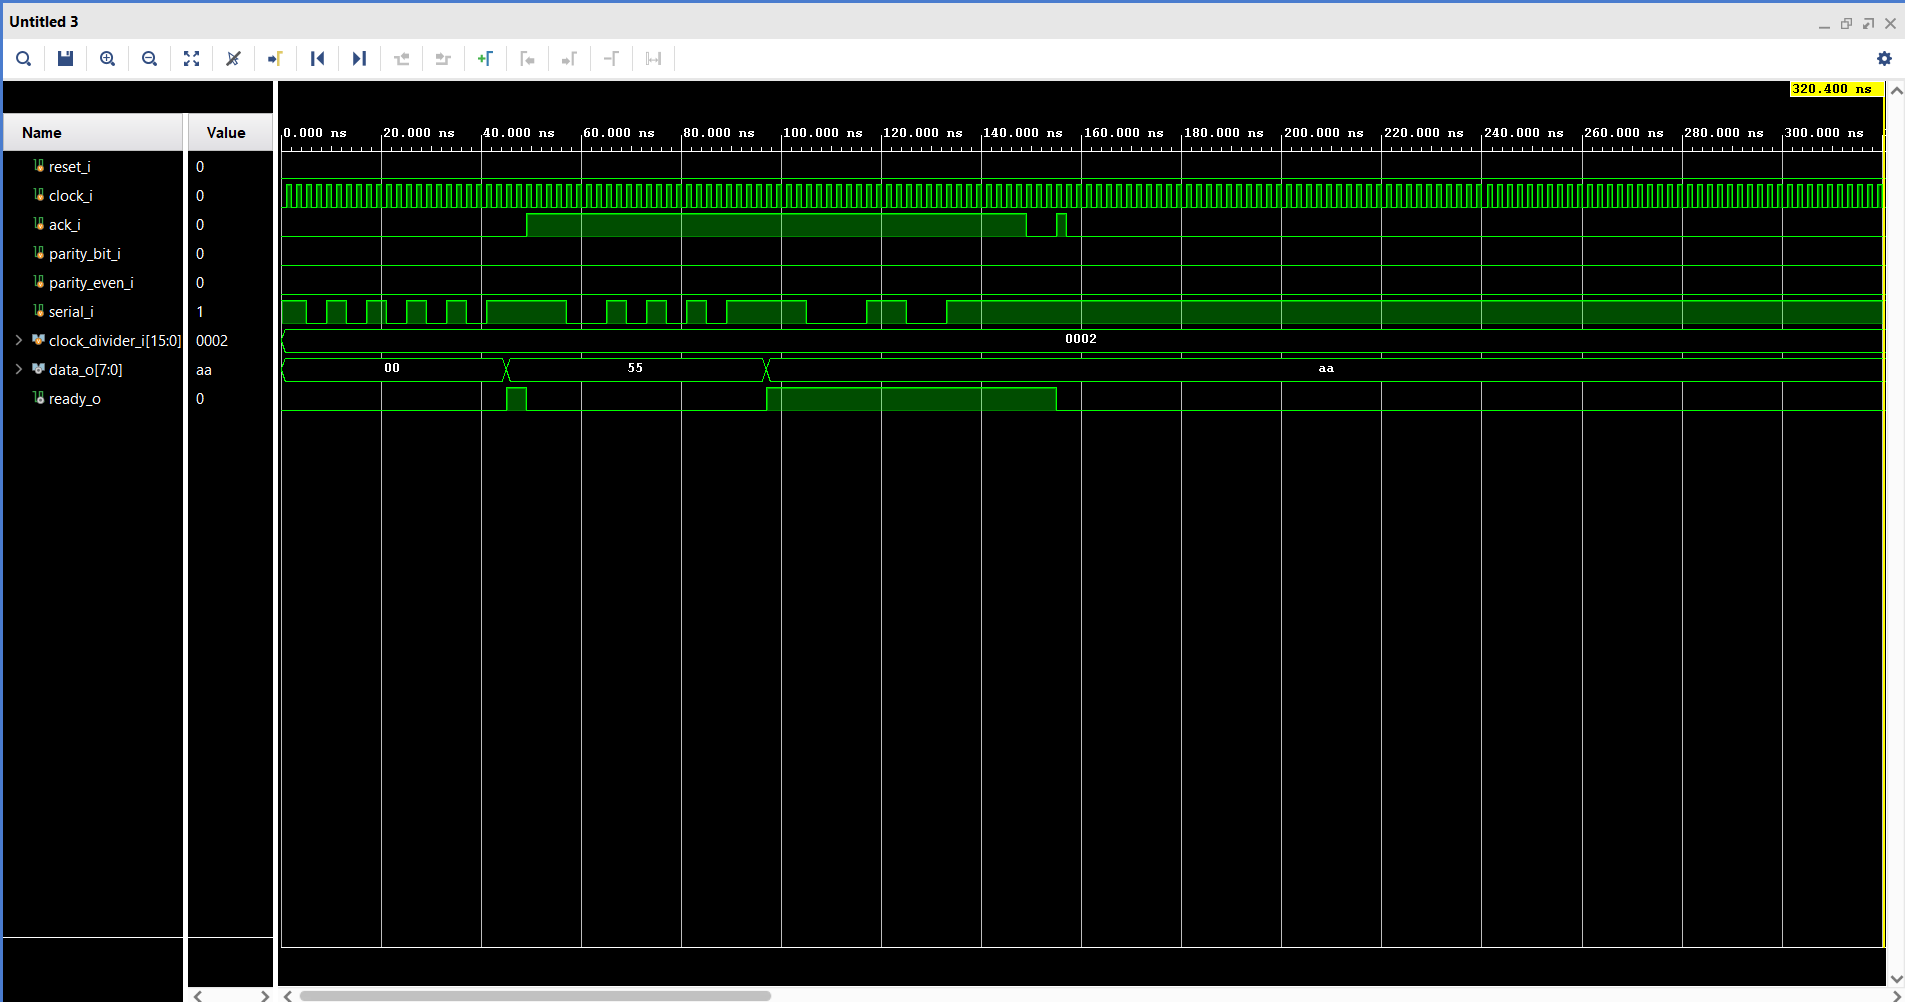 Untitled 3
320.400 ns
Name Value
0.000 ns 20.000 ns 40.000 ns 60.000 ns 80.000 ns 100.000 ns 120.000 ns 140.000 ns 160.000 ns 180.000 ns 200.000 ns 220.000 ns 240.000 ns 260.000 ns 280.000 ns 300.000 ns
reset_i 0
clock_i 0
ack_i 0
parity_bit_i 0
parity_even_i 0
serial_i 1
clock_divider_i[15:0] 0002 0002
data_o[7:0] aa 00 55 aa
ready_o 0